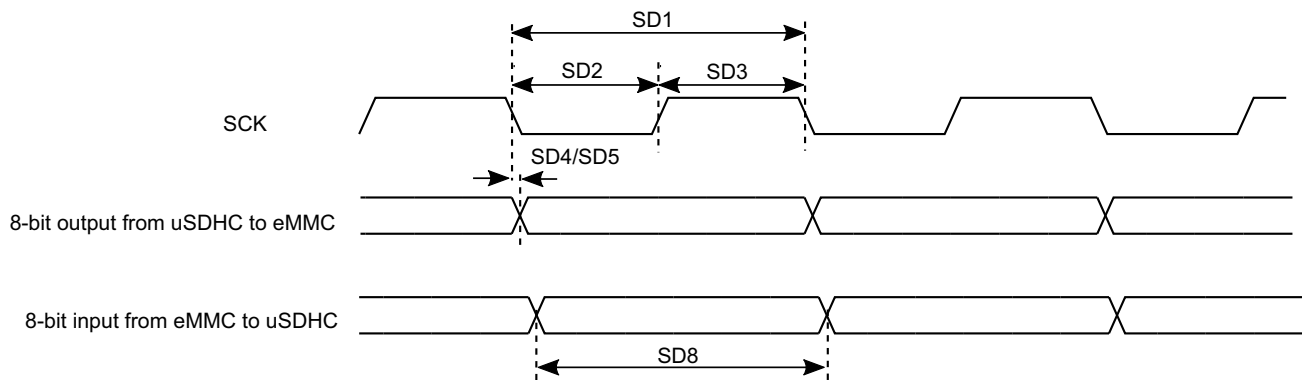 SD1
SD2
SD3
SCK
SD4/SD5
8-bit output from uSDHC to eMMC
8-bit input from eMMC to uSDHC
SD8